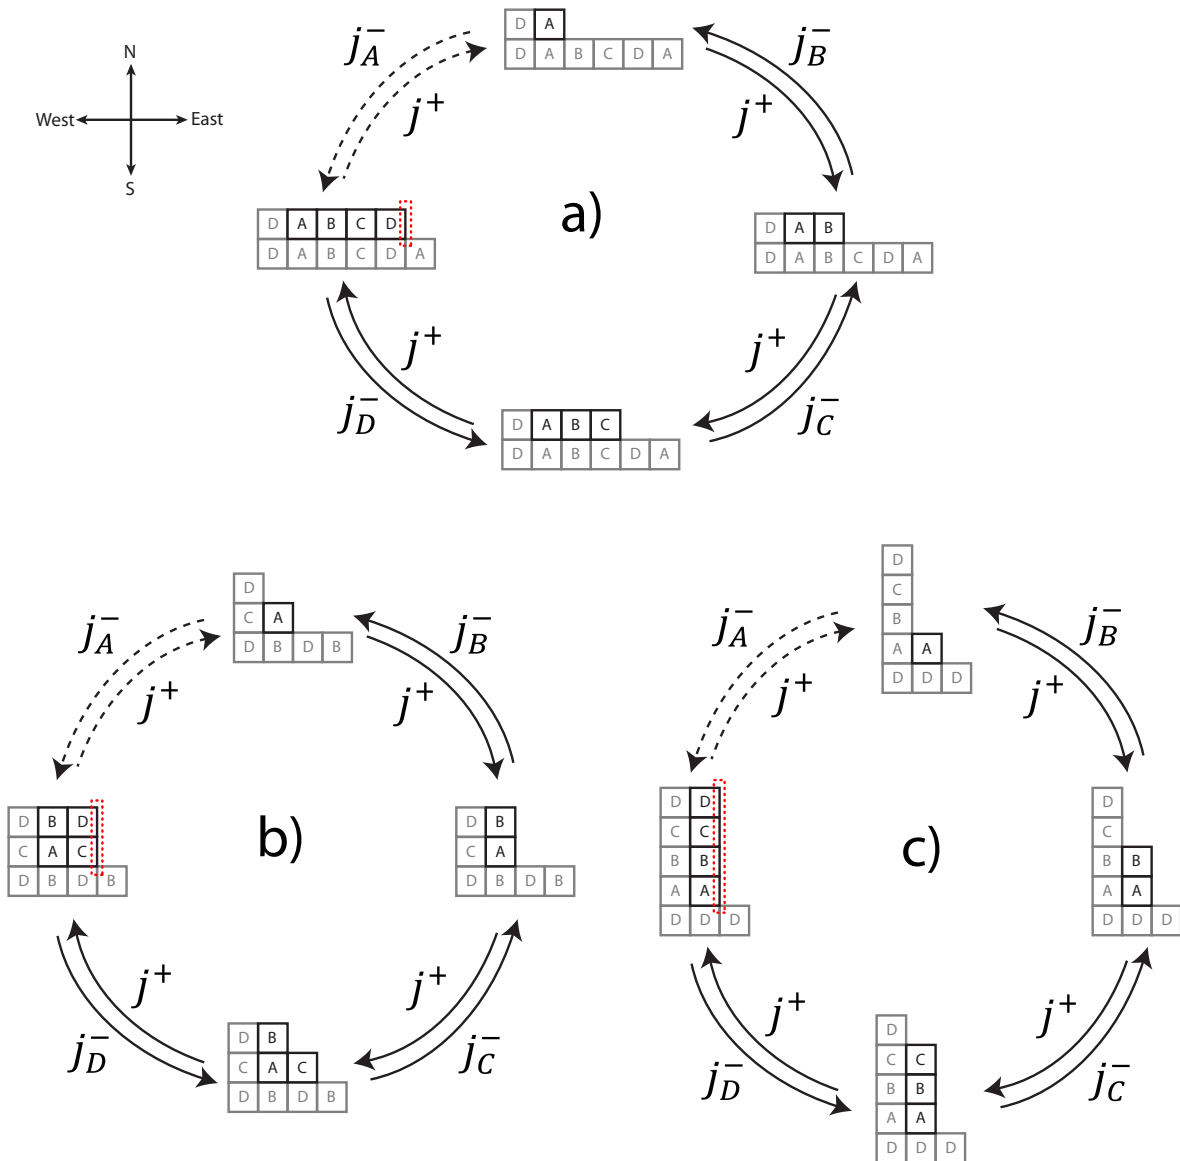 N
West East
S
j_A^-
j^+
D A
D A B C D A
j_B^-
j^+
D A B C D
D A B C D A
a)
D A B
D A B C D A
j^+
j_D^-
D A B C
D A B C D A
j^+
j_C^-
j_A^-
j^+
D
C A
D B D B
j_B^-
j^+
D B D
C A C
D B D B
b)
D B
C A
D B D B
j^+
j_D^-
D B
C A C
D B D B
j^+
j_C^-
j_A^-
j^+
D
C
B
A A
D D D
j_B^-
j^+
D D
C C
B B
A A
D D D
c)
D
C
B B
A A
D D D
j^+
j_D^-
D
C C
B B
A A
D D D
j^+
j_C^-